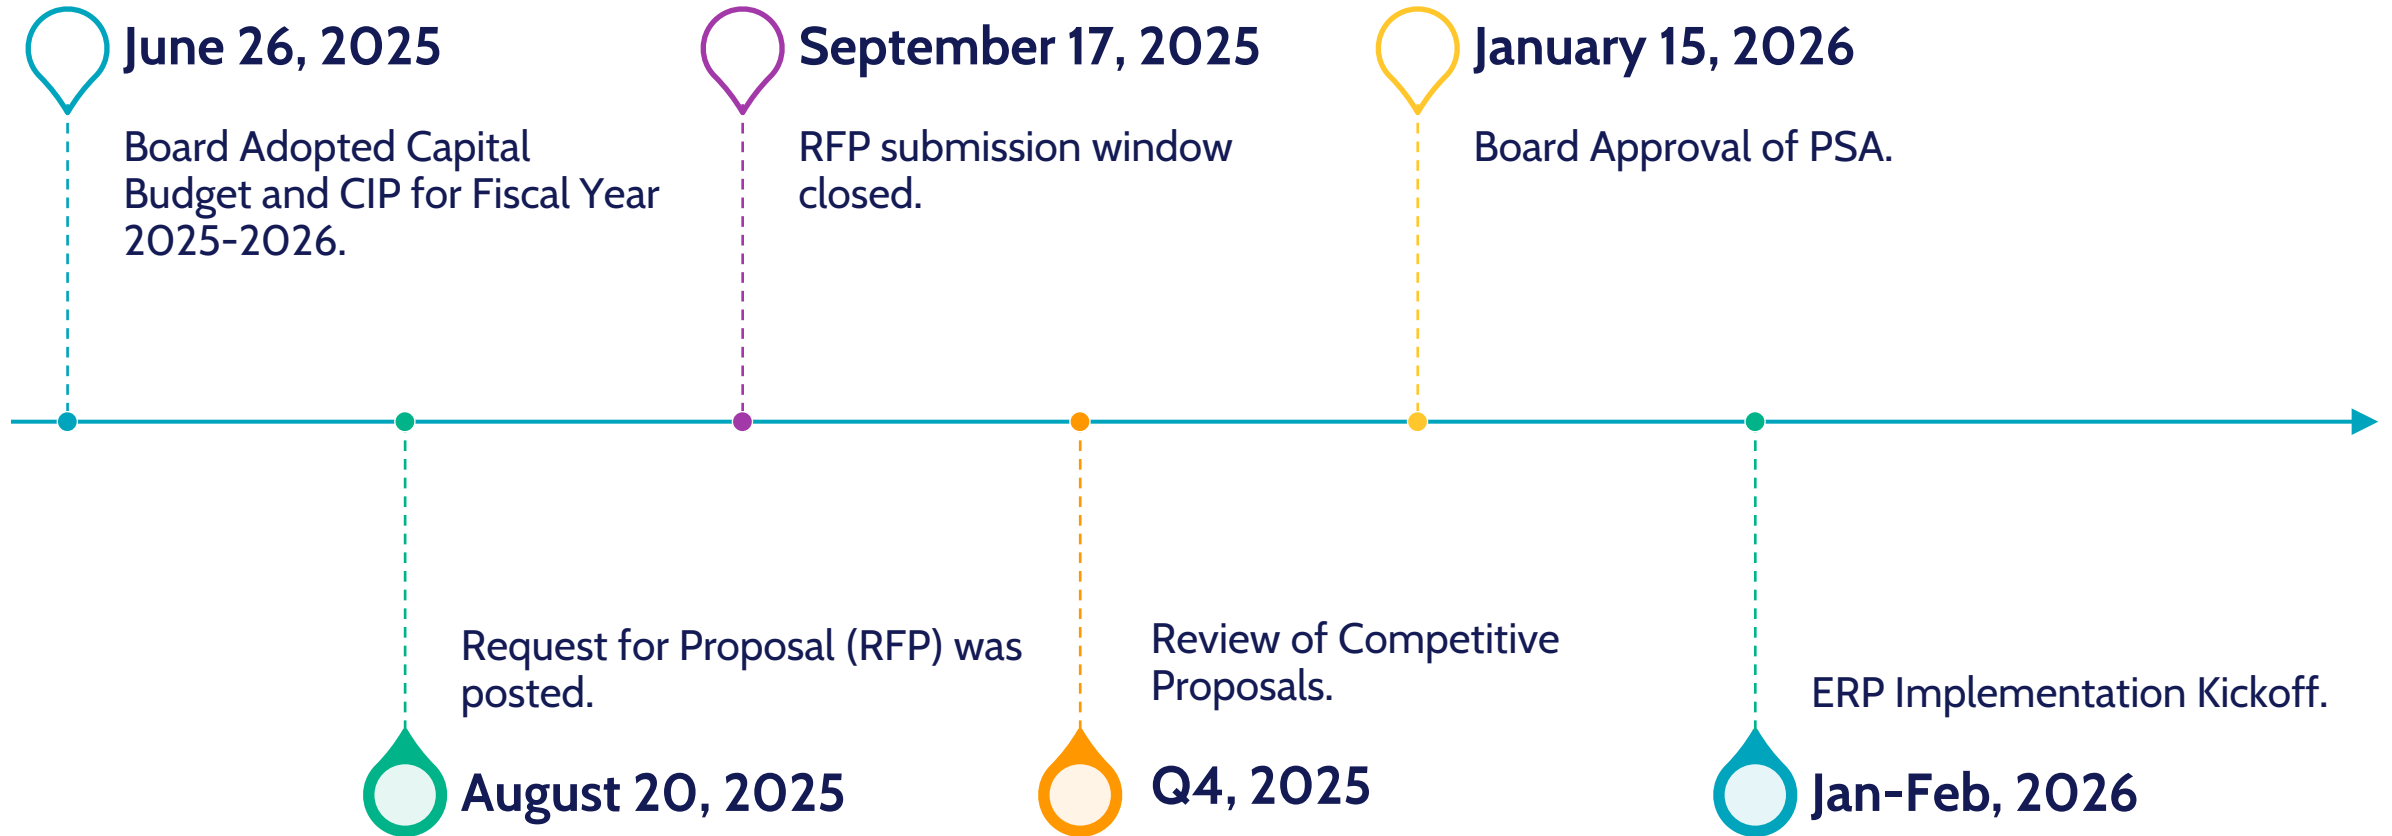 June 26, 2025
Board Adopted Capital
Budget and CIP for Fiscal Year
2025-2026.
September 17, 2025
RFP submission window
closed.
January 15, 2026
Board Approval of PSA.
Request for Proposal (RFP) was
posted.
August 20, 2025
Review of Competitive
Proposals.
Q4, 2025
ERP Implementation Kickoff.
Jan-Feb, 2026